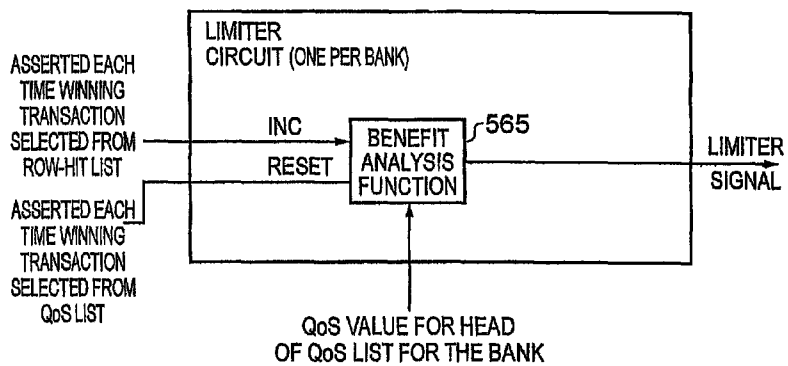 LIMITER
CIRCUIT (ONE PER BANK)
ASSERTED EACH
TIME WINNING
TRANSACTION
SELECTED FROM
ROW-HIT LIST
INC
RESET
BENEFIT
ANALYSIS
FUNCTION
565
LIMITER
SIGNAL
ASSERTED EACH
TIME WINNING
TRANSACTION
SELECTED FROM
QoS LIST
QoS VALUE FOR HEAD
OF QoS LIST FOR THE BANK